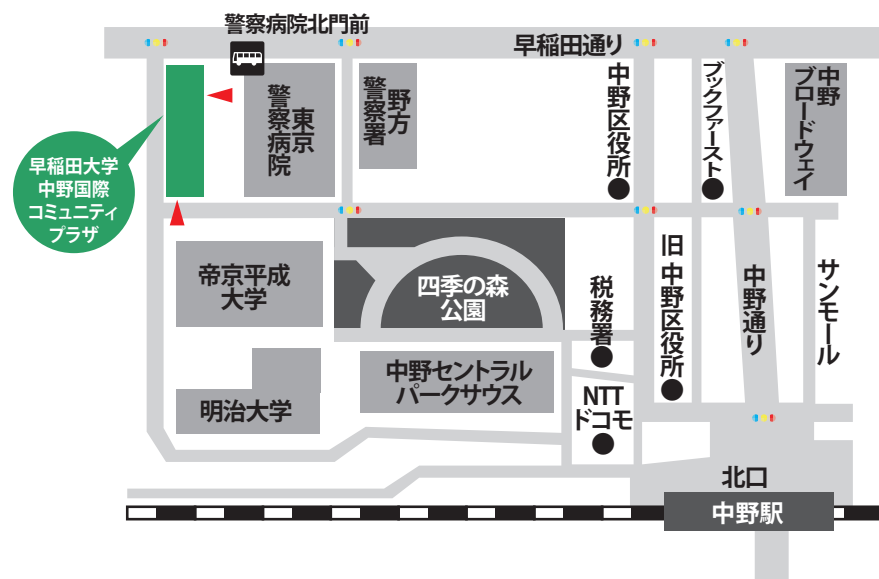 警察病院北門前
早稲田通り
東京
警察病院
野方
警察署
中野区役所
ブックファースト
中野
ブロードウェイ
早稲田大学
中野国際
コミュニティ
プラザ
帝京平成
大学
四季の森
公園
税務署
旧 中野区役所
中野通り
サンモール
明治大学
中野セントラル
パークサウス
NTT
ドコモ
北口
中野駅